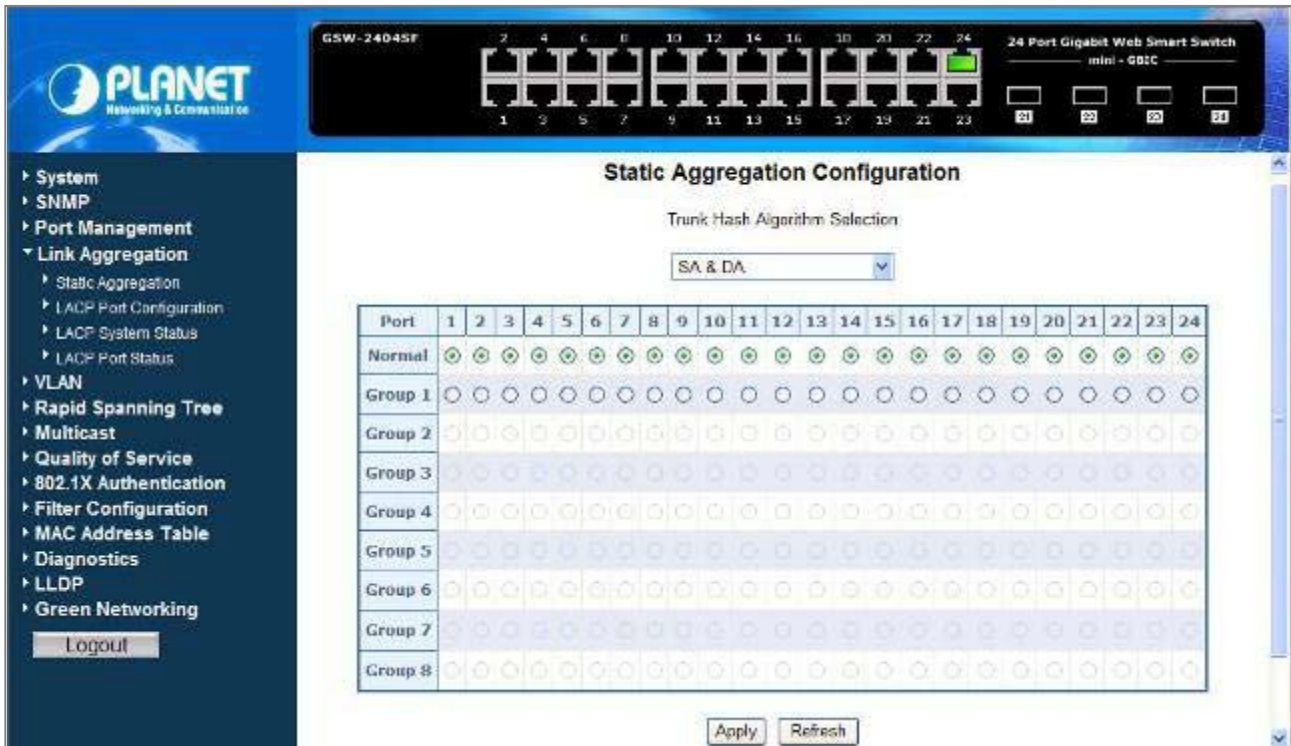 GSW-2404SF
2 4 6 8 10 12 14 16 18 20 22 24
24 Port Gigabit Web Smart Switch
mini - GBIC
1 3 5 7 9 11 13 15 17 19 21 23
21 22 23 24
PLANET
Networking & Communication
System
SNMP
Port Management
Link Aggregation
Static Aggregation
LACP Port Configuration
LACP System Status
LACP Port Status
VLAN
Rapid Spanning Tree
Multicast
Quality of Service
802.1X Authentication
Filter Configuration
MAC Address Table
Diagnostics
LLDP
Green Networking
Logout
Static Aggregation Configuration
Trunk Hash Algorithm Selection
SA & DA
Port 1 2 3 4 5 6 7 8 9 10 11 12 13 14 15 16 17 18 19 20 21 22 23 24
Normal
Group 1
Group 2
Group 3
Group 4
Group 5
Group 6
Group 7
Group 8
Apply Refresh